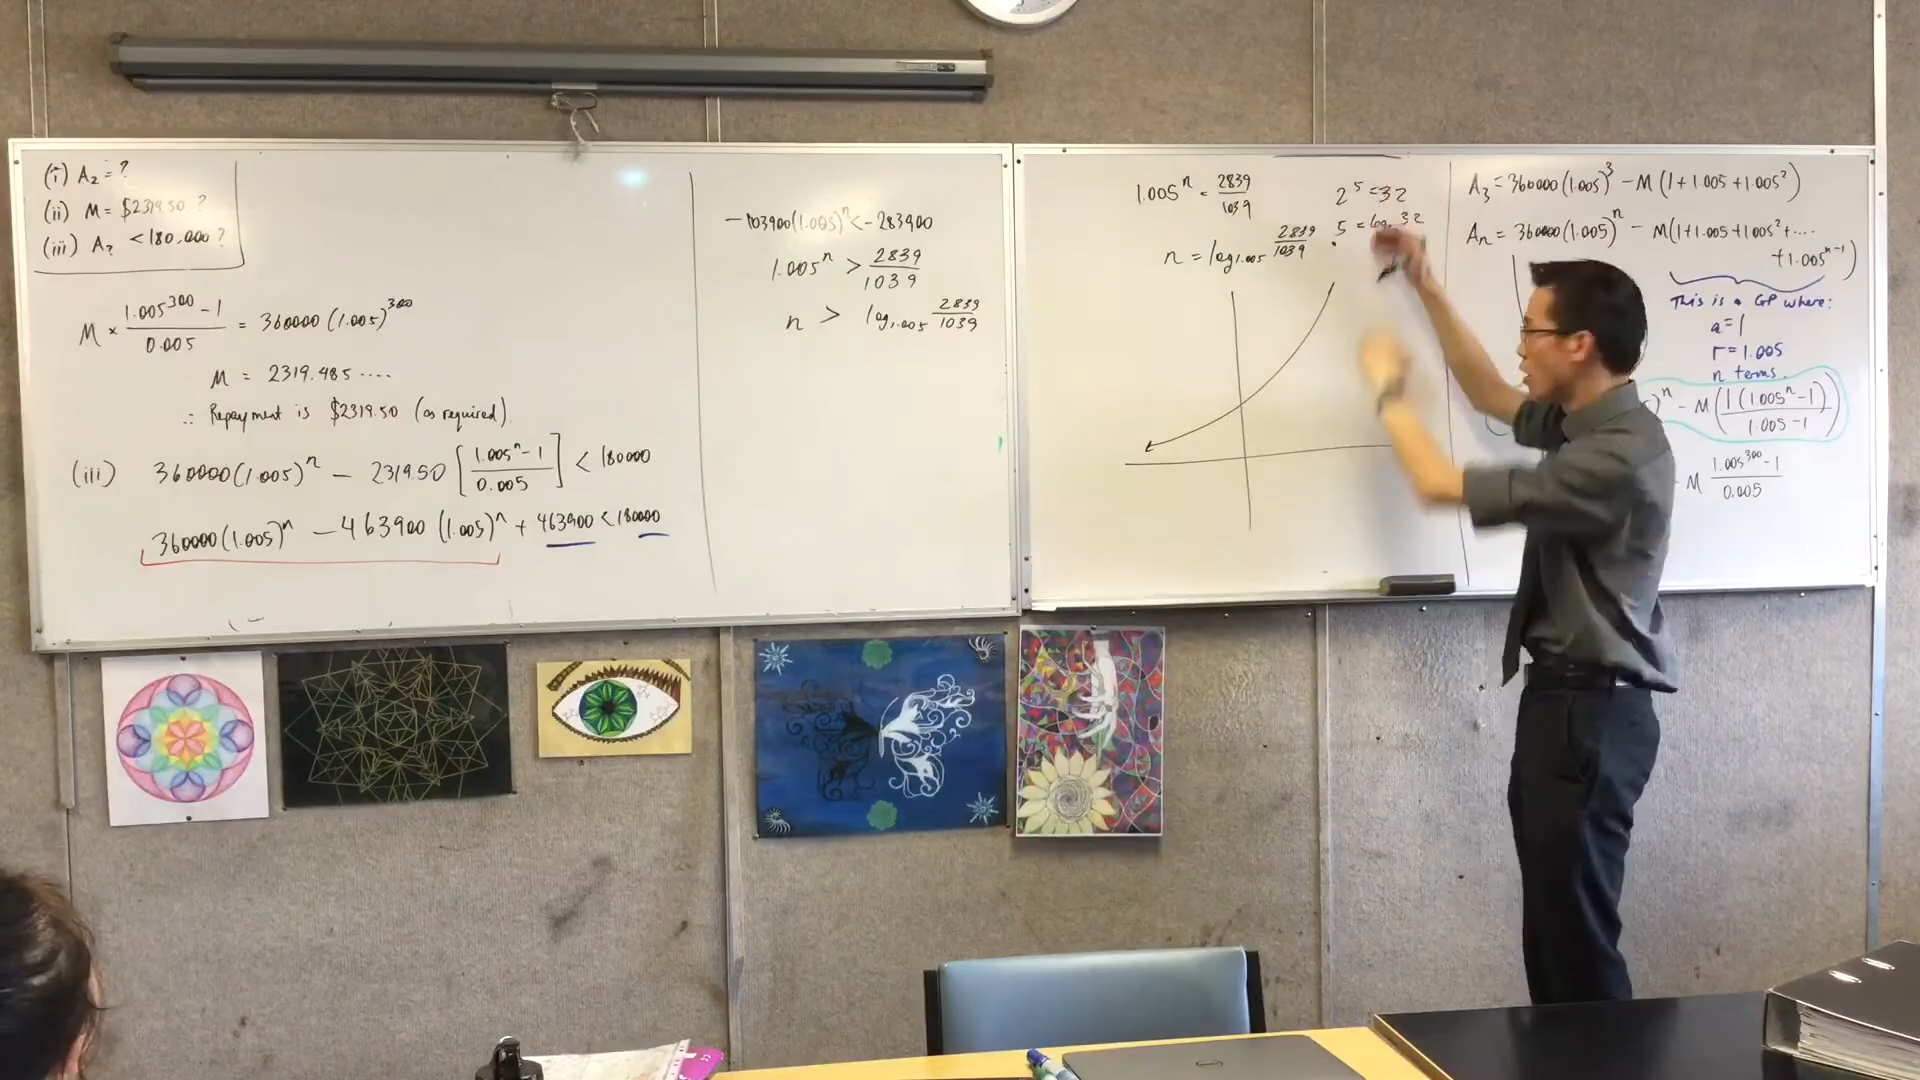 (i) A₂ = ?
(ii) M = $2319.50 ?
(iii) A? < 180,000 ?
M × (1.005³⁰⁰ - 1)/0.005 = 360000 (1.005)³⁰⁰
M = 2319.485 ....
∴ Repayment is $2319.50 (as required).
(iii) 360000(1.005)ⁿ - 2319.50 [(1.005ⁿ - 1)/0.005] < 180000
360000(1.005)ⁿ - 463900 (1.005)ⁿ + 463900 < 180000
-103900(1.005)ⁿ < -283900
1.005ⁿ > 2839/1039
n > log₁.₀₀₅ 2839/1039
1.005ⁿ = 2839/1039
n = log₁.₀₀₅ 2839/1039
2⁵ = 32
5 = log 32
A₃ = 360000(1.005)³ - M(1+1.005+1.005²)
Aₙ = 360000(1.005)ⁿ - M(1+1.005+1.005²+....
+1.005ⁿ⁻¹)
This is a GP where:
a=1
r=1.005
n terms.
)ⁿ - M(1(1.005ⁿ-1)/(1.005-1))
- M (1.005³⁰⁰-1)/0.005